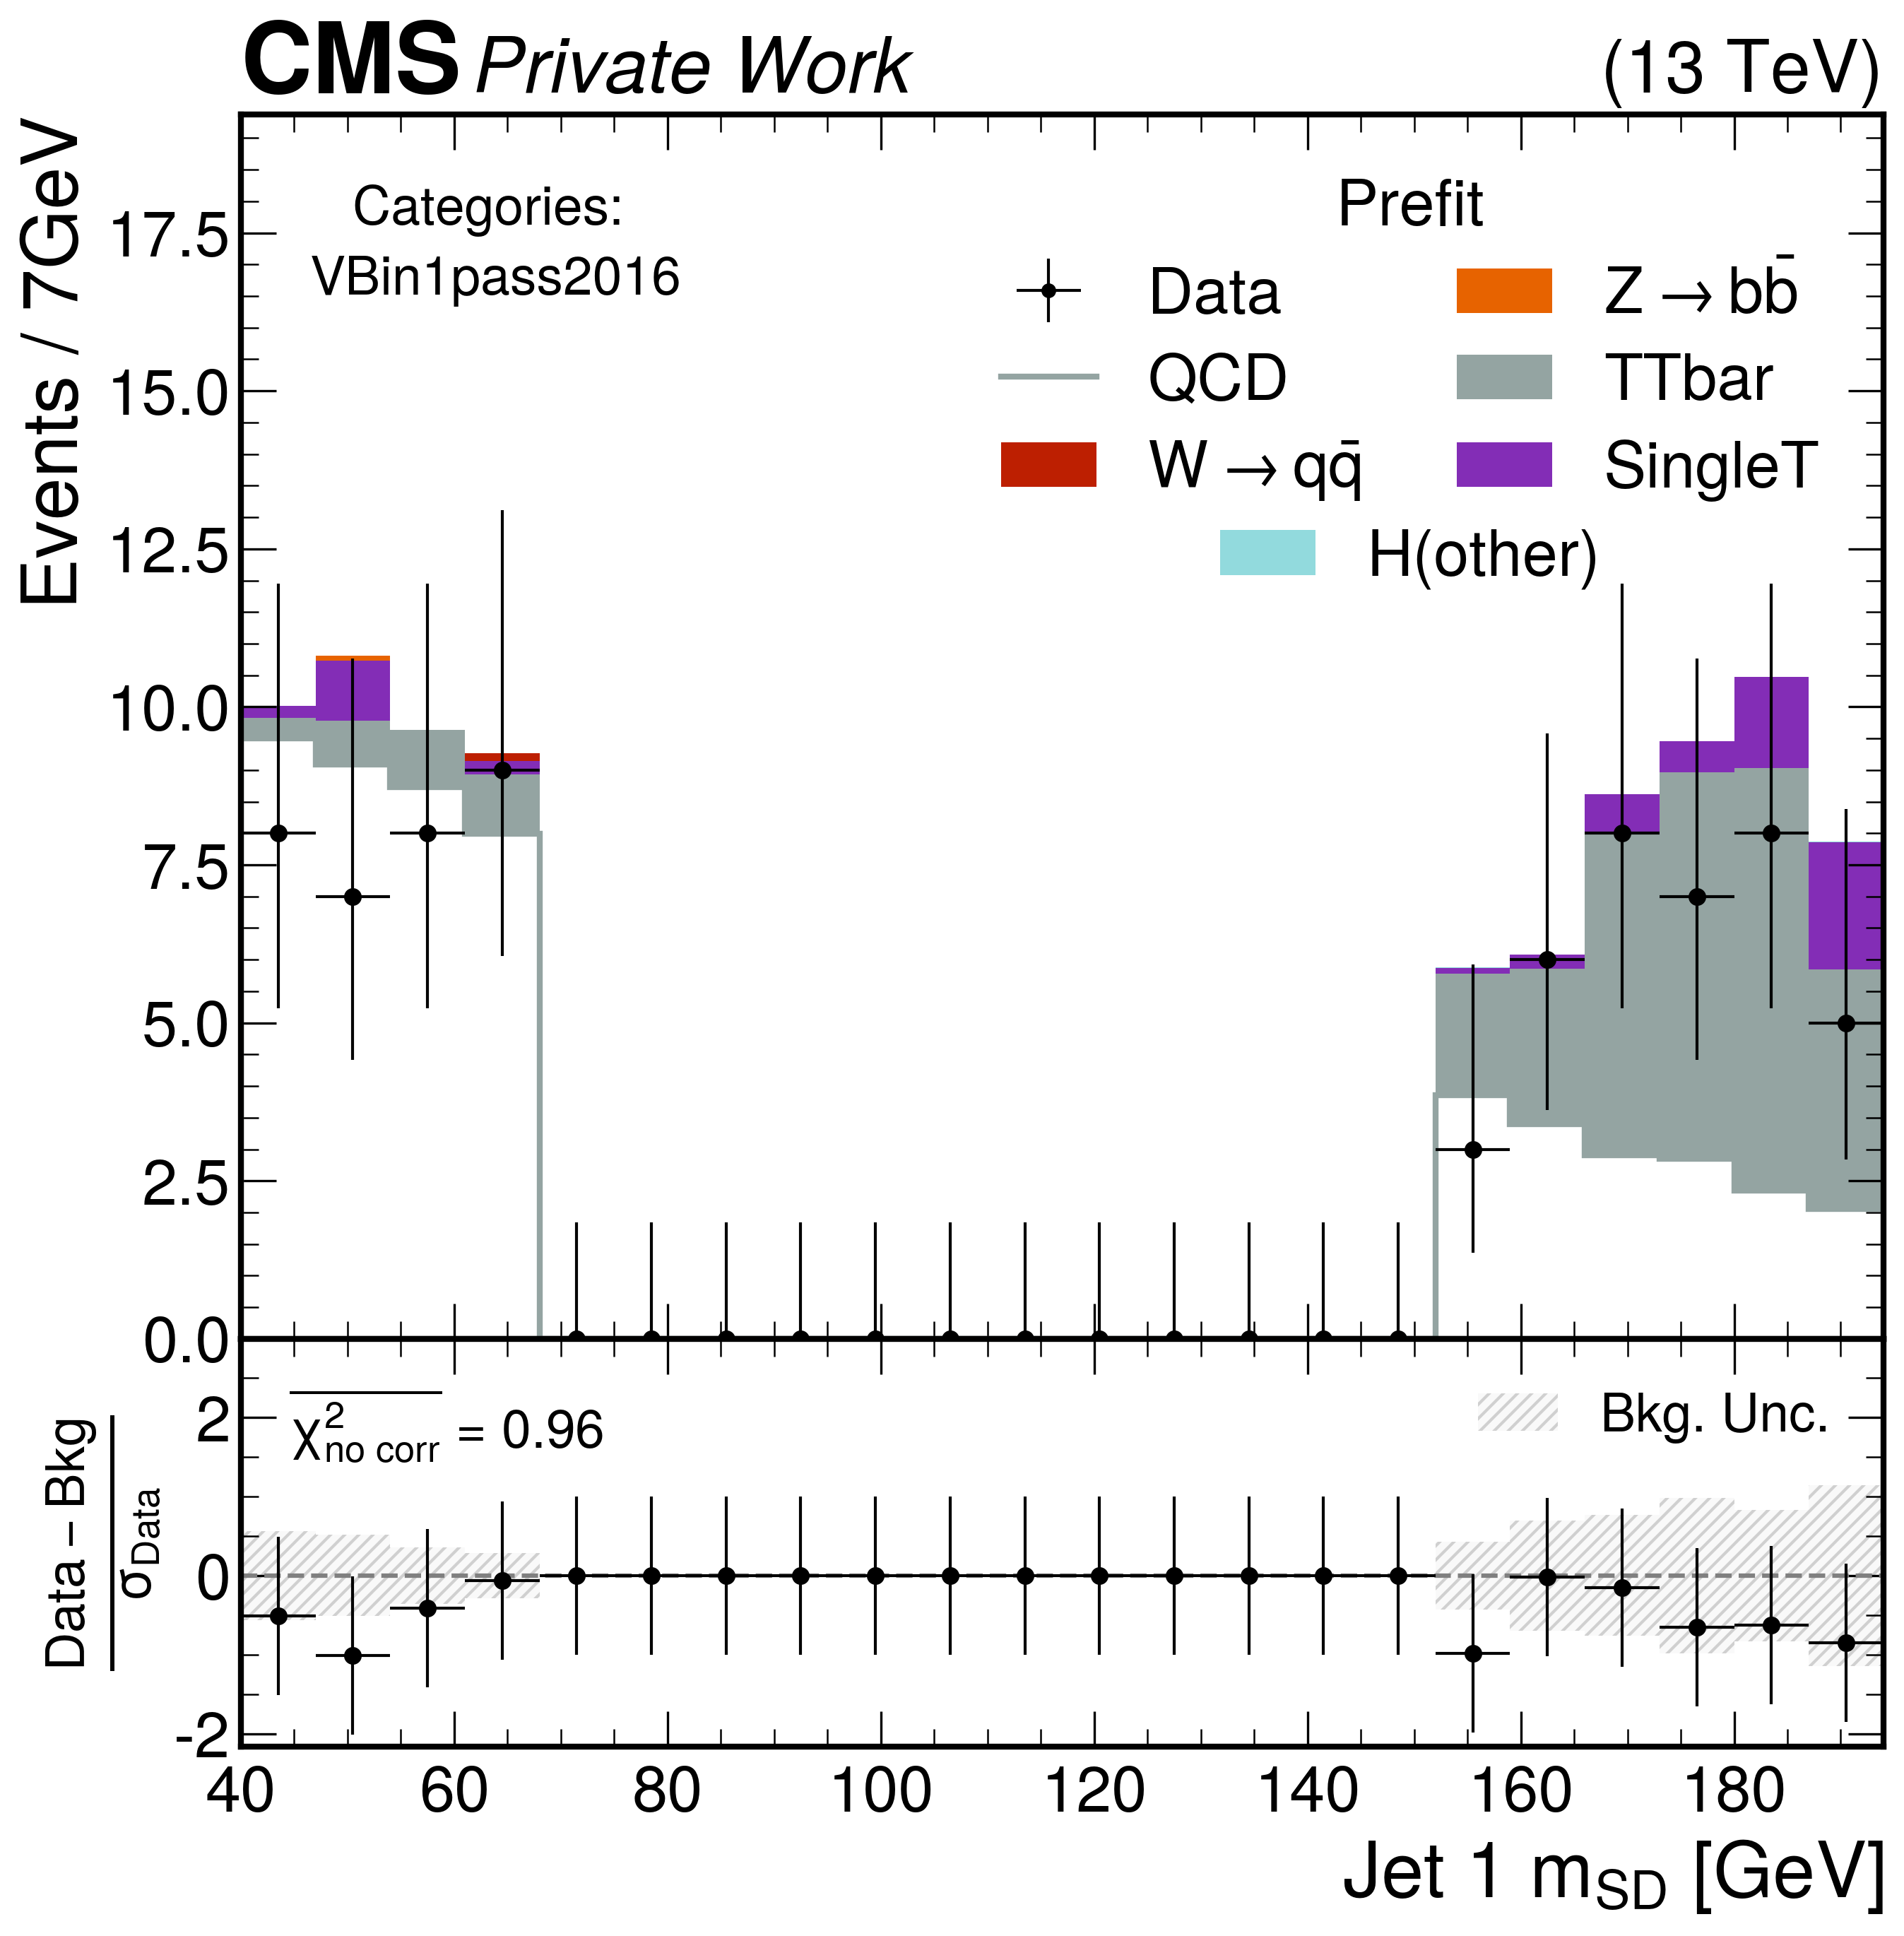 CMS Private Work (13 TeV)
Events / 7GeV
17.5
15.0
12.5
10.0
7.5
5.0
2.5
0.0
Categories:
VBin1pass2016
Prefit
Data
QCD
W → qq̄
Z → bb̄
TTbar
SingleT
H(other)
Data − Bkg
σData
2
0
-2
χ²no corr = 0.96
Bkg. Unc.
40 60 80 100 120 140 160 180
Jet 1 mSD [GeV]